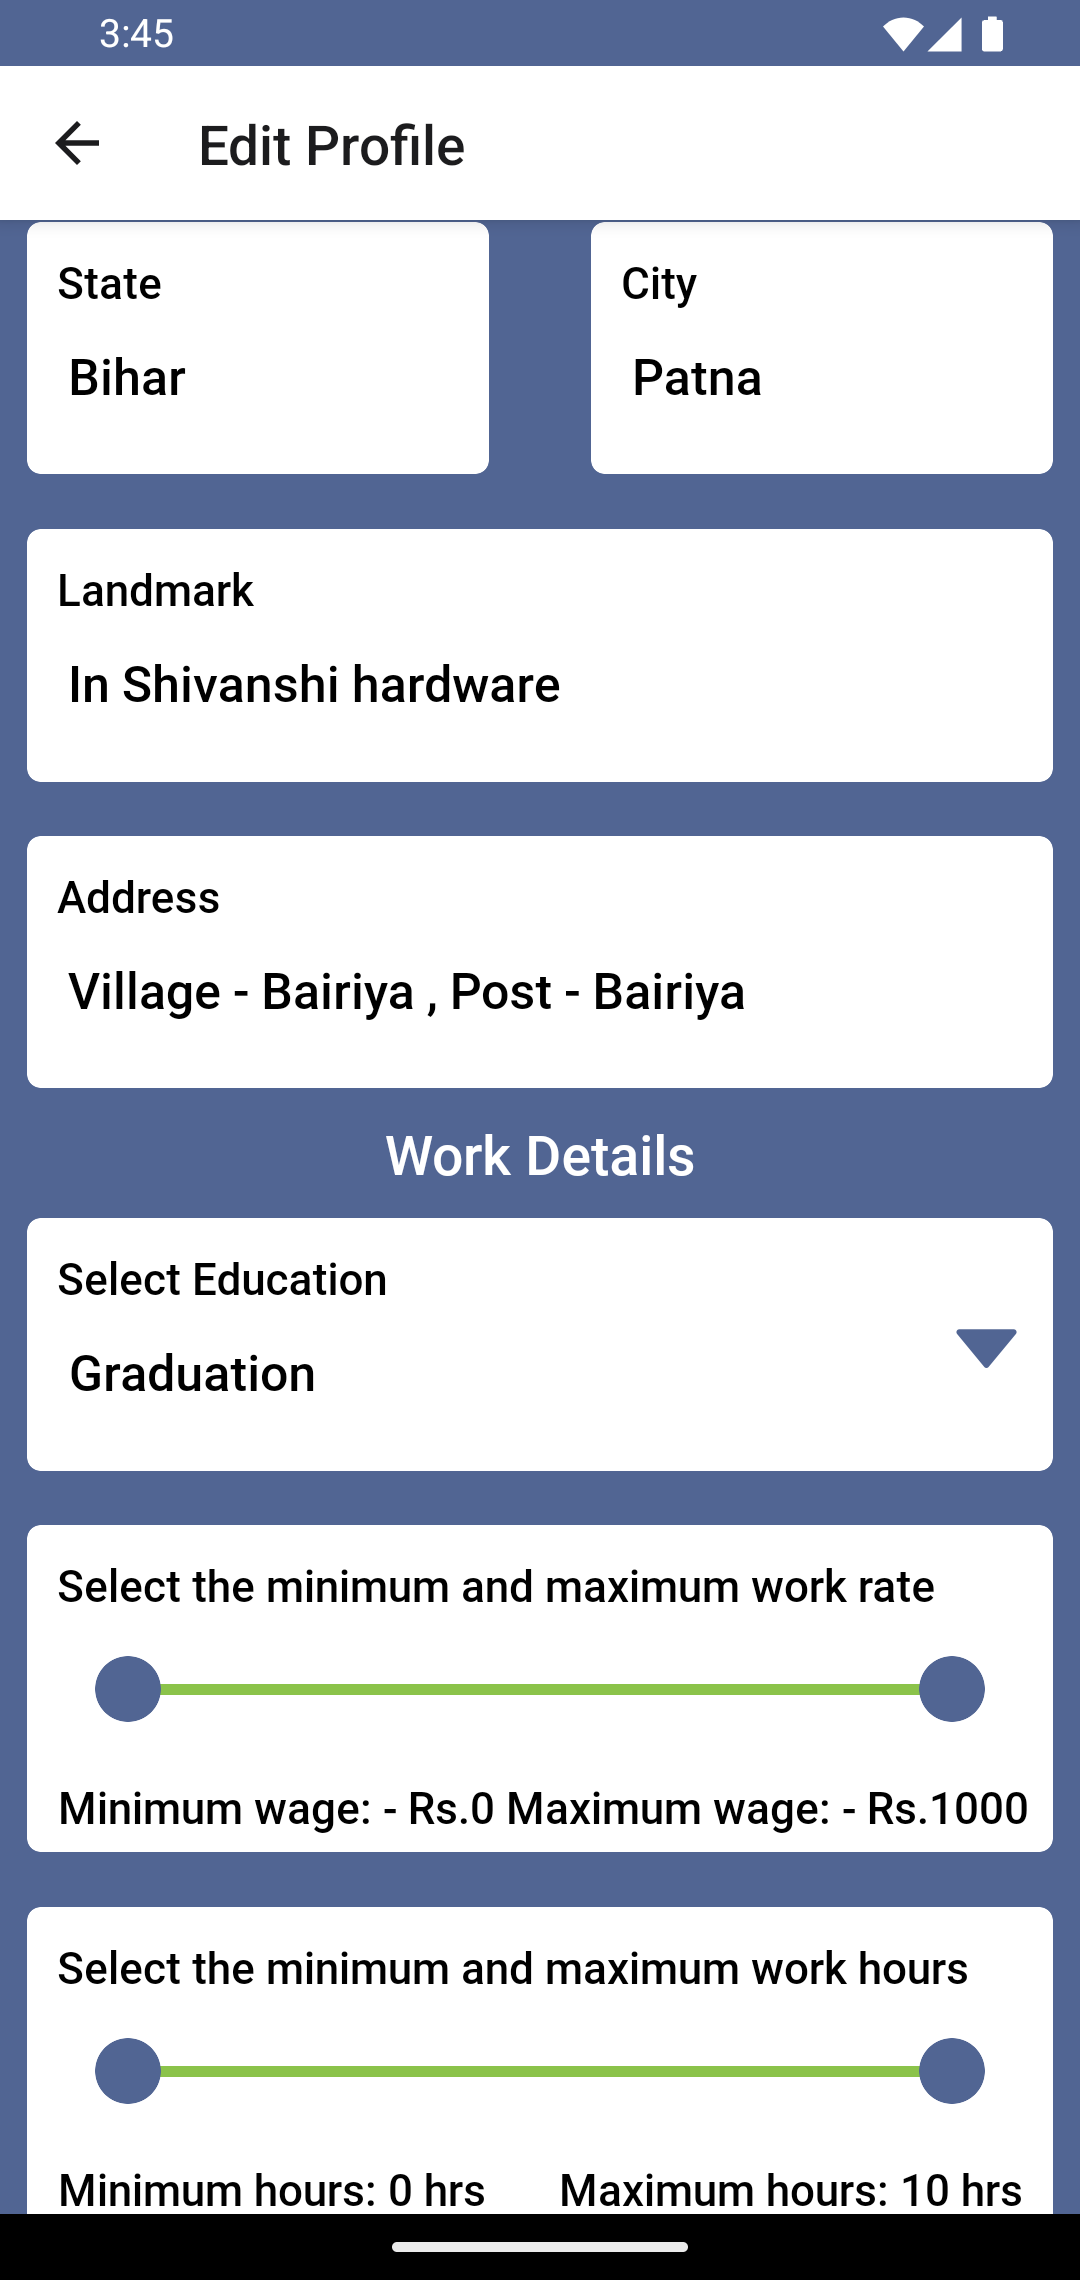 3:45
Edit Profile
State
Bihar
City
Patna
Landmark
In Shivanshi hardware
Address
Village - Bairiya , Post - Bairiya
Work Details
Select Education
Graduation
Select the minimum and maximum work rate
Minimum wage: - Rs.0 Maximum wage: - Rs.1000
Select the minimum and maximum work hours
Minimum hours: 0 hrs Maximum hours: 10 hrs